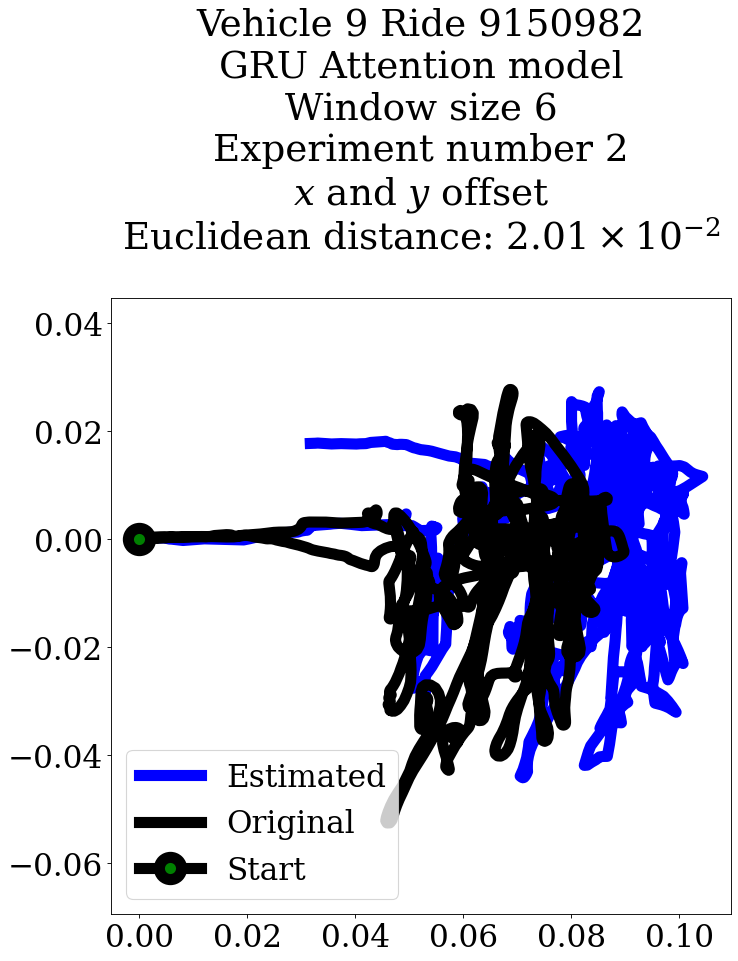 Vehicle 9 Ride 9150982
GRU Attention model
Window size 6
Experiment number 2
x and y offset
Euclidean distance: 2.01 × 10⁻²
0.04
0.02
0.00
−0.02
−0.04
−0.06
Estimated
Original
Start
0.00 0.02 0.04 0.06 0.08 0.10